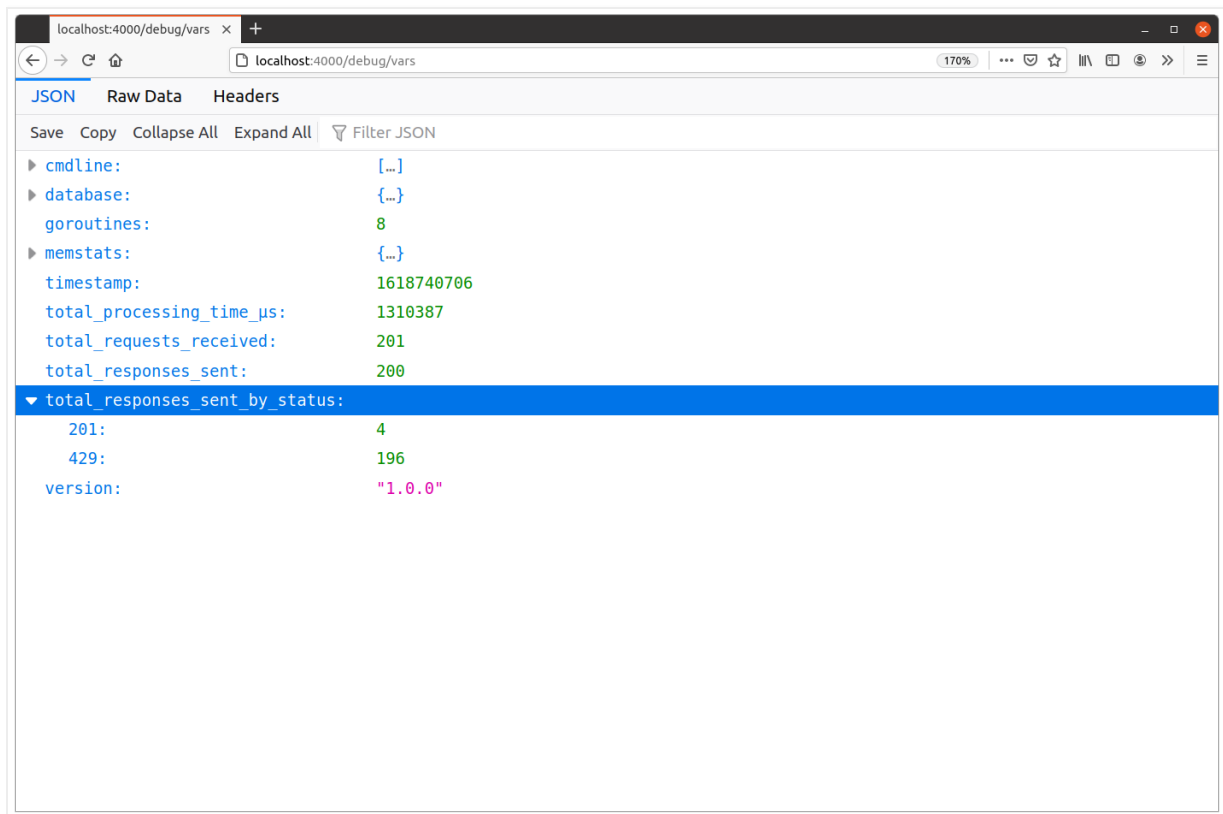 localhost:4000/debug/vars
localhost:4000/debug/vars 170%
JSON Raw Data Headers
Save Copy Collapse All Expand All Filter JSON
cmdline: […]
database: {…}
goroutines: 8
memstats: {…}
timestamp: 1618740706
total_processing_time_μs: 1310387
total_requests_received: 201
total_responses_sent: 200
total_responses_sent_by_status:
201: 4
429: 196
version: "1.0.0"